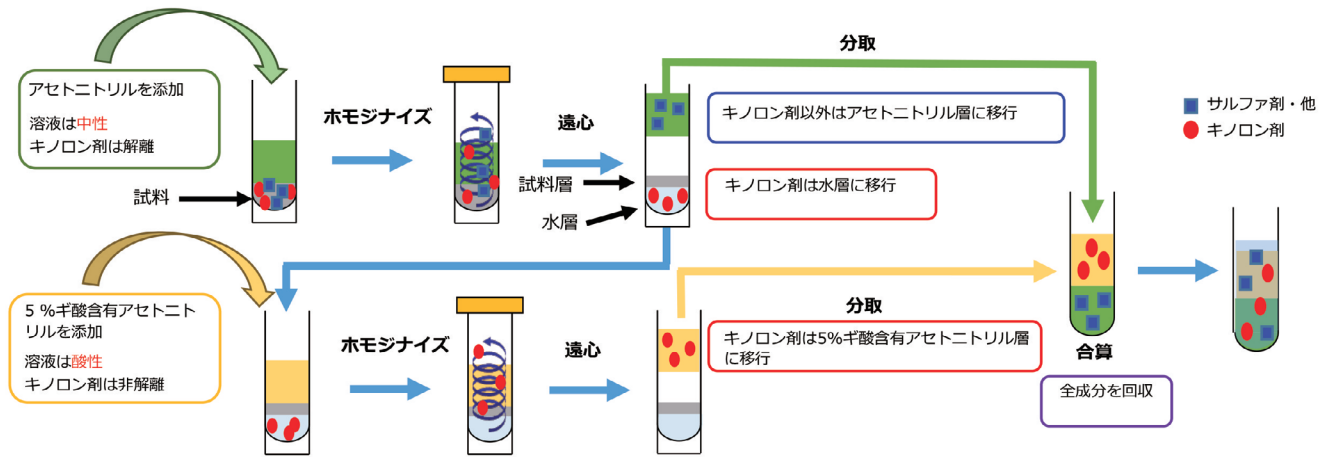 アセトニトリルを添加
溶液は中性
キノロン剤は解離
試料
ホモジナイズ
遠心
試料層
水層
分取
キノロン剤以外はアセトニトリル層に移行
キノロン剤は水層に移行
サルファ剤・他
キノロン剤
5 %ギ酸含有アセトニト
リルを添加
溶液は酸性
キノロン剤は非解離
ホモジナイズ
遠心
分取
キノロン剤は5%ギ酸含有アセトニトリル層
に移行
合算
全成分を回収